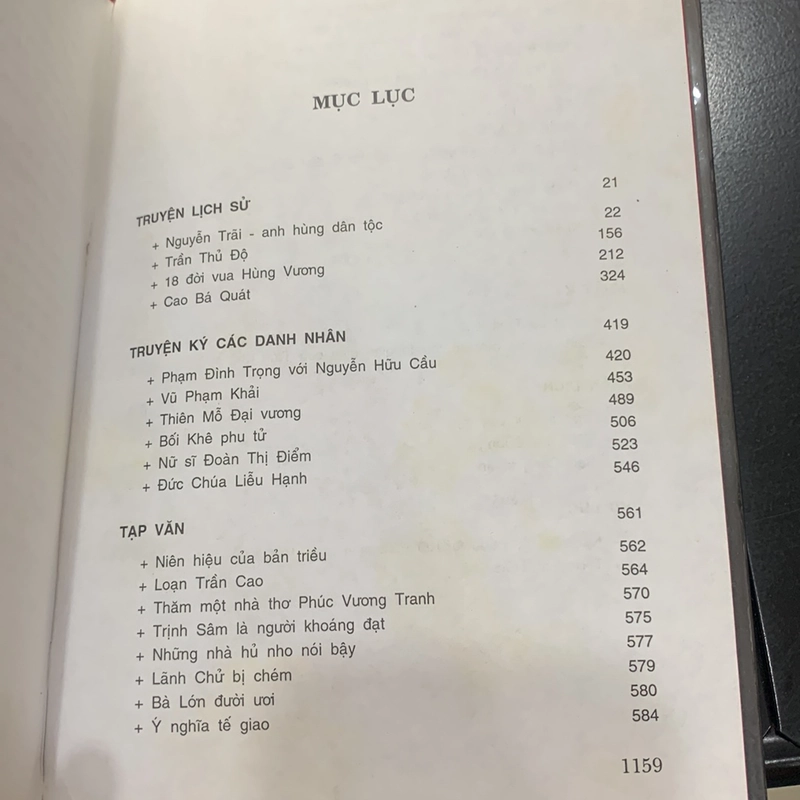 MỤC LỤC
TRUYỆN LỊCH SỬ 21
+ Nguyễn Trãi - anh hùng dân tộc 22
+ Trần Thủ Độ 156
+ 18 đời vua Hùng Vương 212
+ Cao Bá Quát 324
TRUYỆN KÝ CÁC DANH NHÂN 419
+ Phạm Đình Trọng với Nguyễn Hữu Cầu 420
+ Vũ Phạm Khải 453
+ Thiên Mỗ Đại vương 489
+ Bối Khê phu tử 506
+ Nữ sĩ Đoàn Thị Điểm 523
+ Đức Chúa Liễu Hạnh 546
TẠP VĂN 561
+ Niên hiệu của bản triều 562
+ Loạn Trần Cao 564
+ Thăm một nhà thơ Phúc Vương Tranh 570
+ Trịnh Sâm là người khoáng đạt 575
+ Những nhà hủ nho nói bậy 577
+ Lãnh Chử bị chém 579
+ Bà Lớn đười ươi 580
+ Ý nghĩa tế giao 584
1159